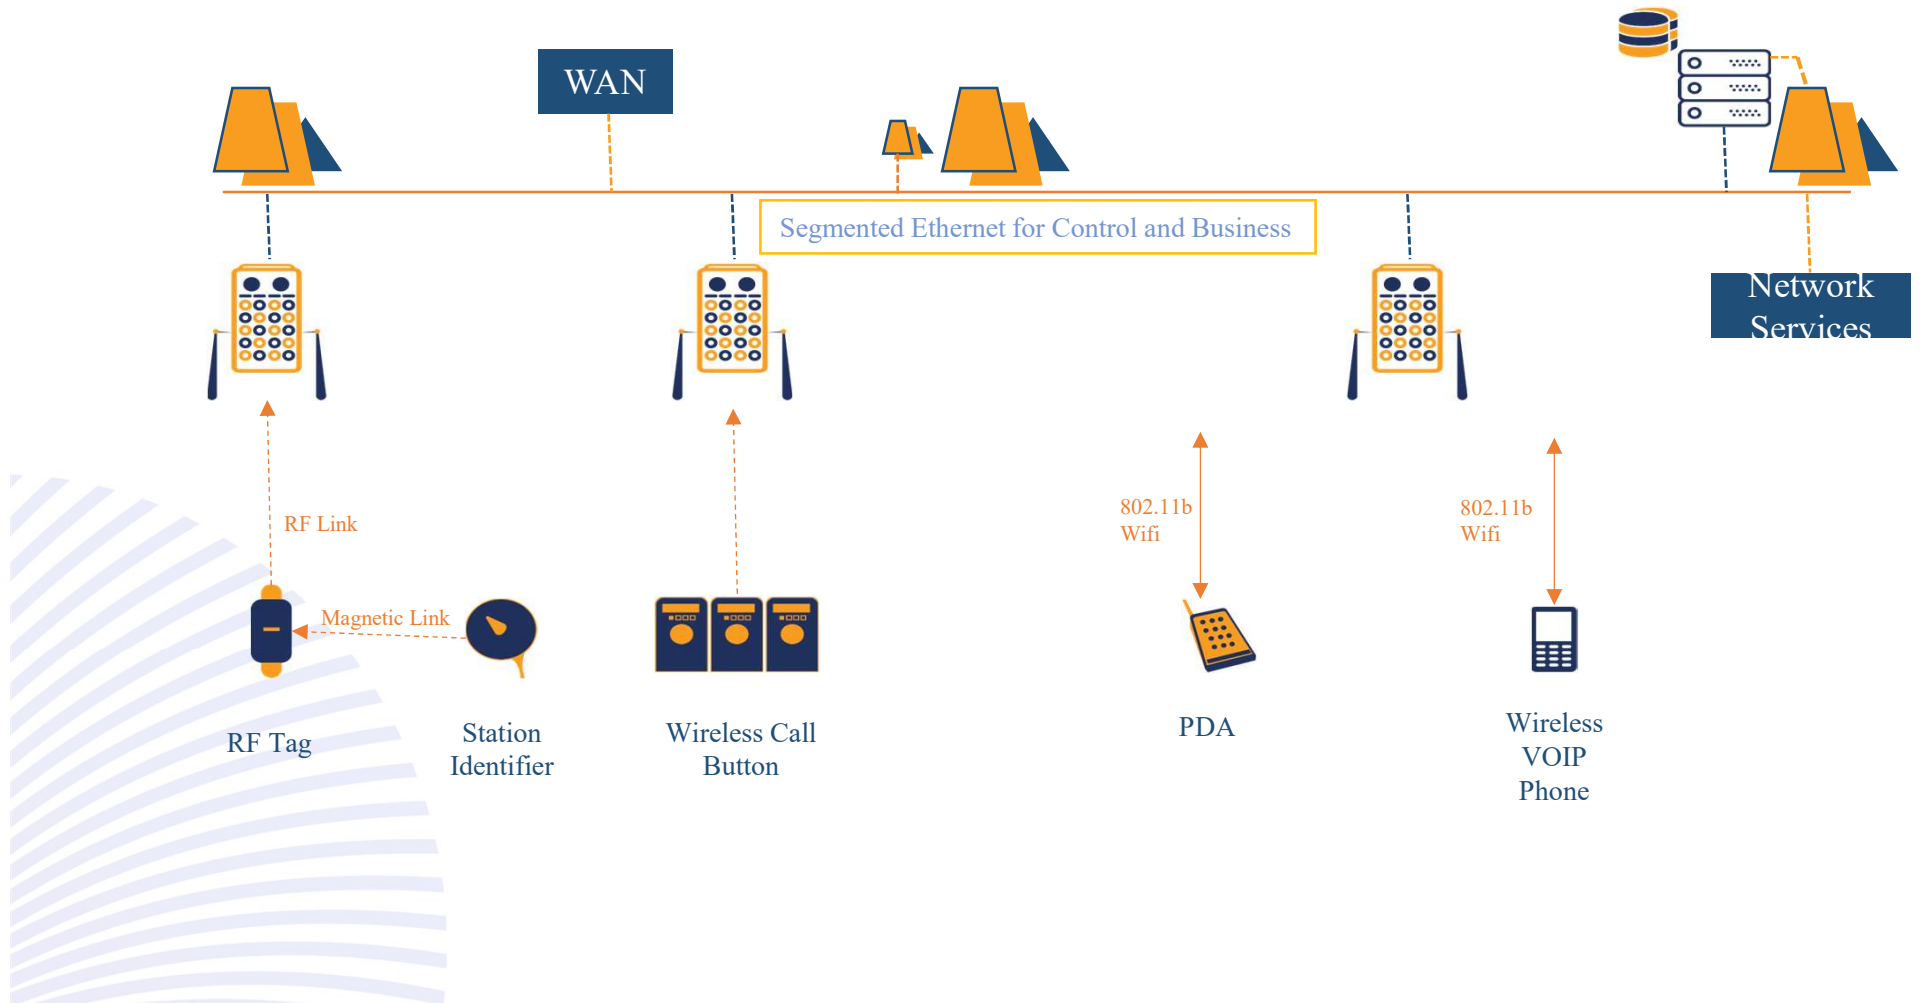 WAN
Segmented Ethernet for Control and Business
Network
Services
RF Link
802.11b
Wifi
802.11b
Wifi
Magnetic Link
RF Tag
Station
Identifier
Wireless Call
Button
PDA
Wireless
VOIP
Phone